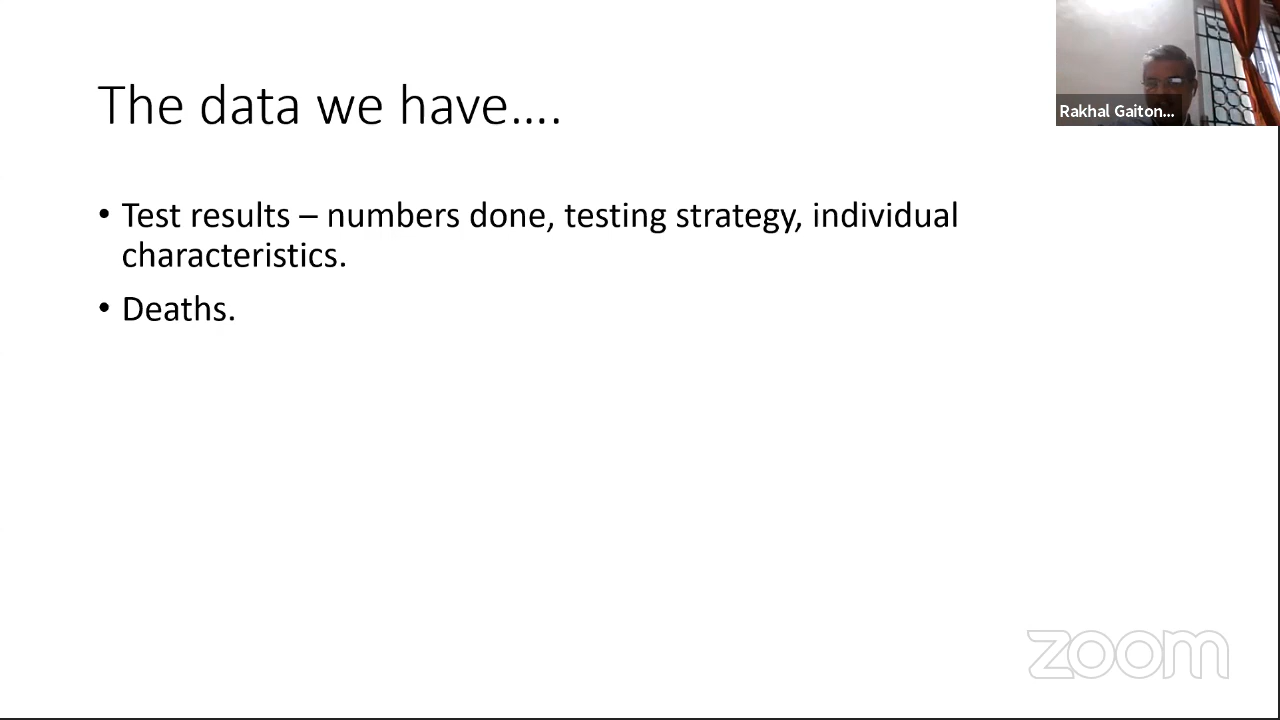 The data we have....
Rakhal Gaiton...
• Test results – numbers done, testing strategy, individual
characteristics.
• Deaths.
zoom